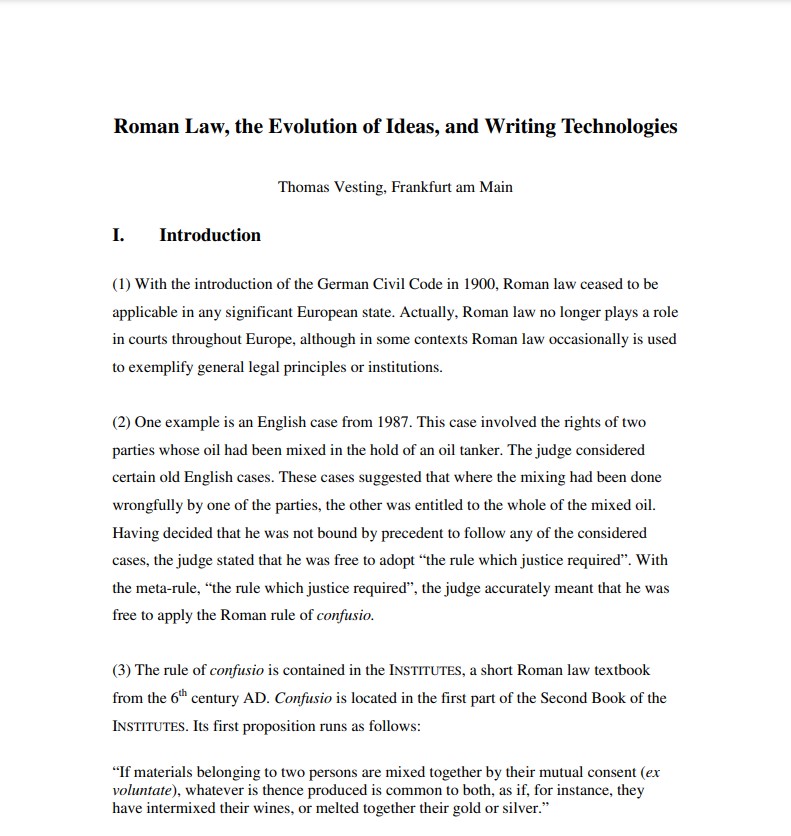 Roman Law, the Evolution of Ideas, and Writing Technologies
Thomas Vesting, Frankfurt am Main
I. Introduction
(1) With the introduction of the German Civil Code in 1900, Roman law ceased to be
applicable in any significant European state. Actually, Roman law no longer plays a role
in courts throughout Europe, although in some contexts Roman law occasionally is used
to exemplify general legal principles or institutions.
(2) One example is an English case from 1987. This case involved the rights of two
parties whose oil had been mixed in the hold of an oil tanker. The judge considered
certain old English cases. These cases suggested that where the mixing had been done
wrongfully by one of the parties, the other was entitled to the whole of the mixed oil.
Having decided that he was not bound by precedent to follow any of the considered
cases, the judge stated that he was free to adopt “the rule which justice required”. With
the meta-rule, “the rule which justice required”, the judge accurately meant that he was
free to apply the Roman rule of confusio.
(3) The rule of confusio is contained in the INSTITUTES, a short Roman law textbook
from the 6th century AD. Confusio is located in the first part of the Second Book of the
INSTITUTES. Its first proposition runs as follows:
“If materials belonging to two persons are mixed together by their mutual consent (ex
voluntate), whatever is thence produced is common to both, as if, for instance, they
have intermixed their wines, or melted together their gold or silver.”